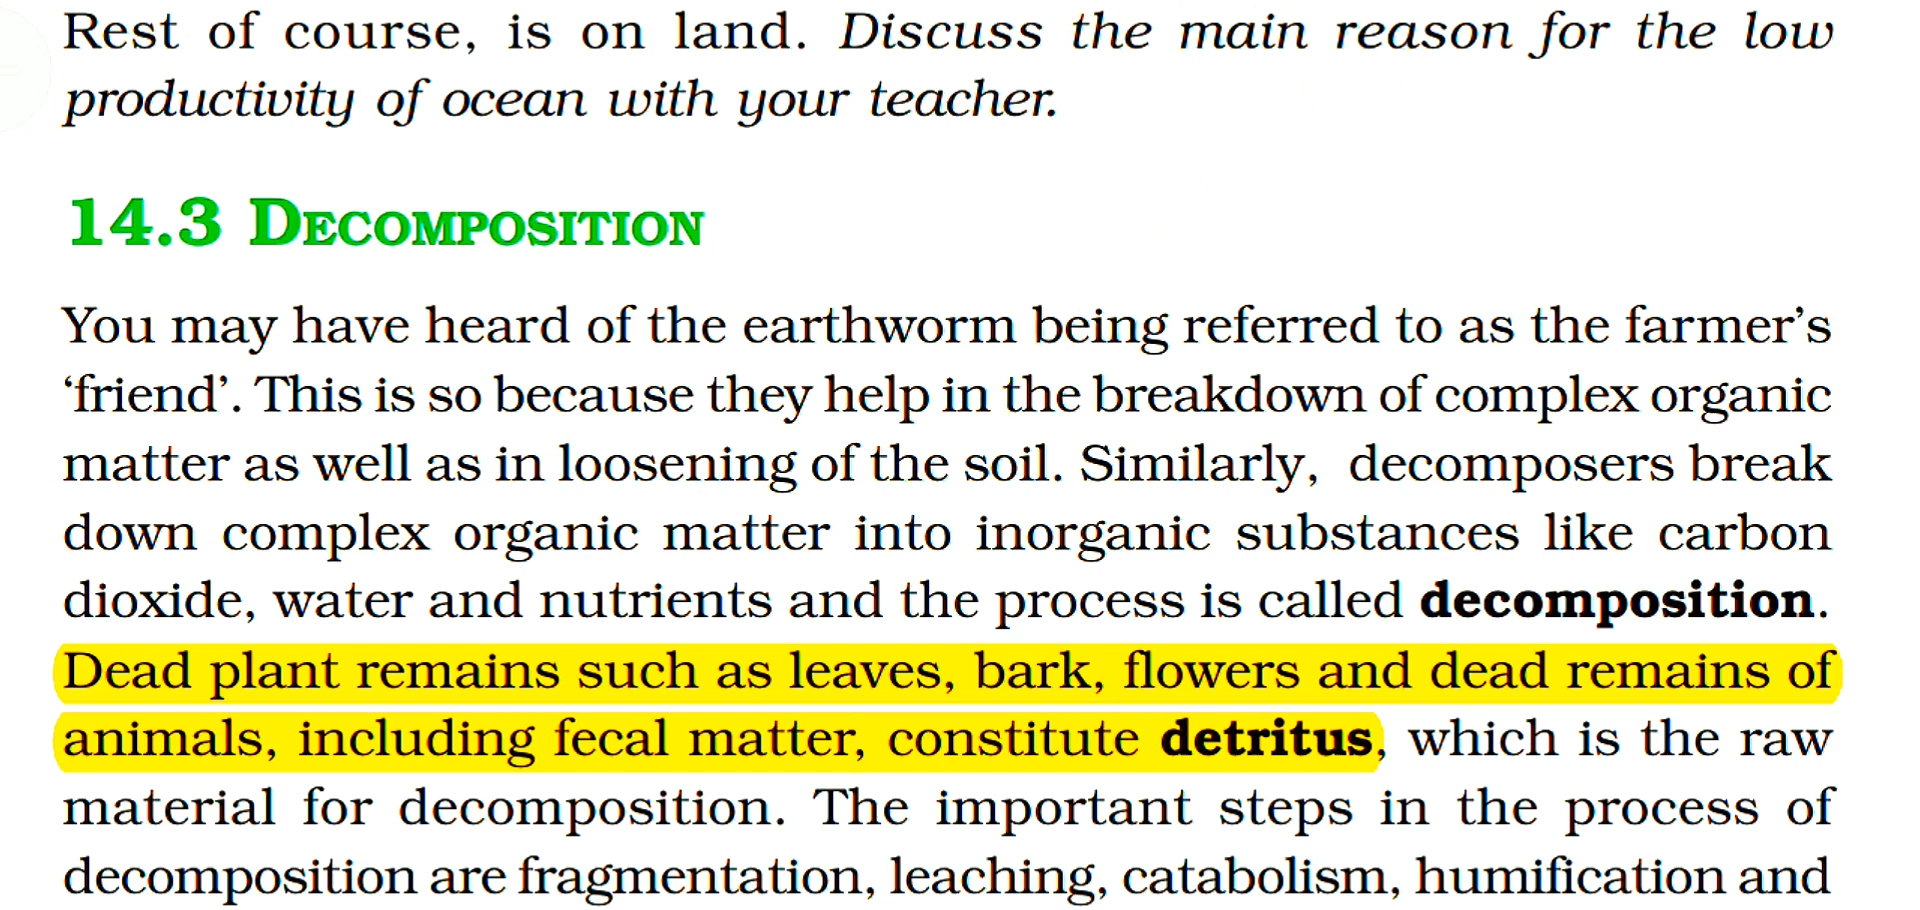 Rest of course, is on land. Discuss the main reason for the low
productivity of ocean with your teacher.
14.3 DECOMPOSITION
You may have heard of the earthworm being referred to as the farmer’s
‘friend’. This is so because they help in the breakdown of complex organic
matter as well as in loosening of the soil. Similarly, decomposers break
down complex organic matter into inorganic substances like carbon
dioxide, water and nutrients and the process is called decomposition.
Dead plant remains such as leaves, bark, flowers and dead remains of
animals, including fecal matter, constitute detritus, which is the raw
material for decomposition. The important steps in the process of
decomposition are fragmentation, leaching, catabolism, humification and